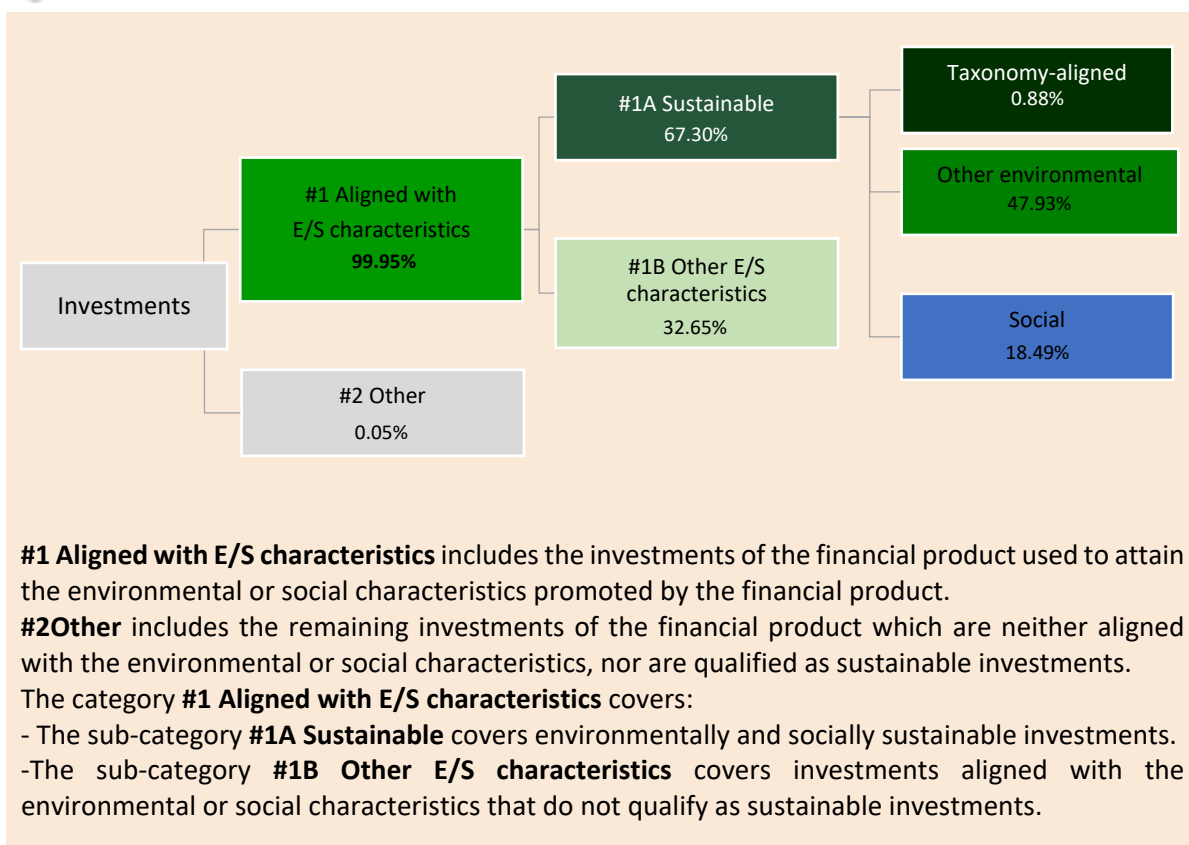 Investments
#1 Aligned with
E/S characteristics
99.95%
#2 Other
0.05%
#1A Sustainable
67.30%
#1B Other E/S
characteristics
32.65%
Taxonomy-aligned
0.88%
Other environmental
47.93%
Social
18.49%
#1 Aligned with E/S characteristics includes the investments of the financial product used to attain
the environmental or social characteristics promoted by the financial product.
#2Other includes the remaining investments of the financial product which are neither aligned
with the environmental or social characteristics, nor are qualified as sustainable investments.
The category #1 Aligned with E/S characteristics covers:
- The sub-category #1A Sustainable covers environmentally and socially sustainable investments.
-The sub-category #1B Other E/S characteristics covers investments aligned with the
environmental or social characteristics that do not qualify as sustainable investments.